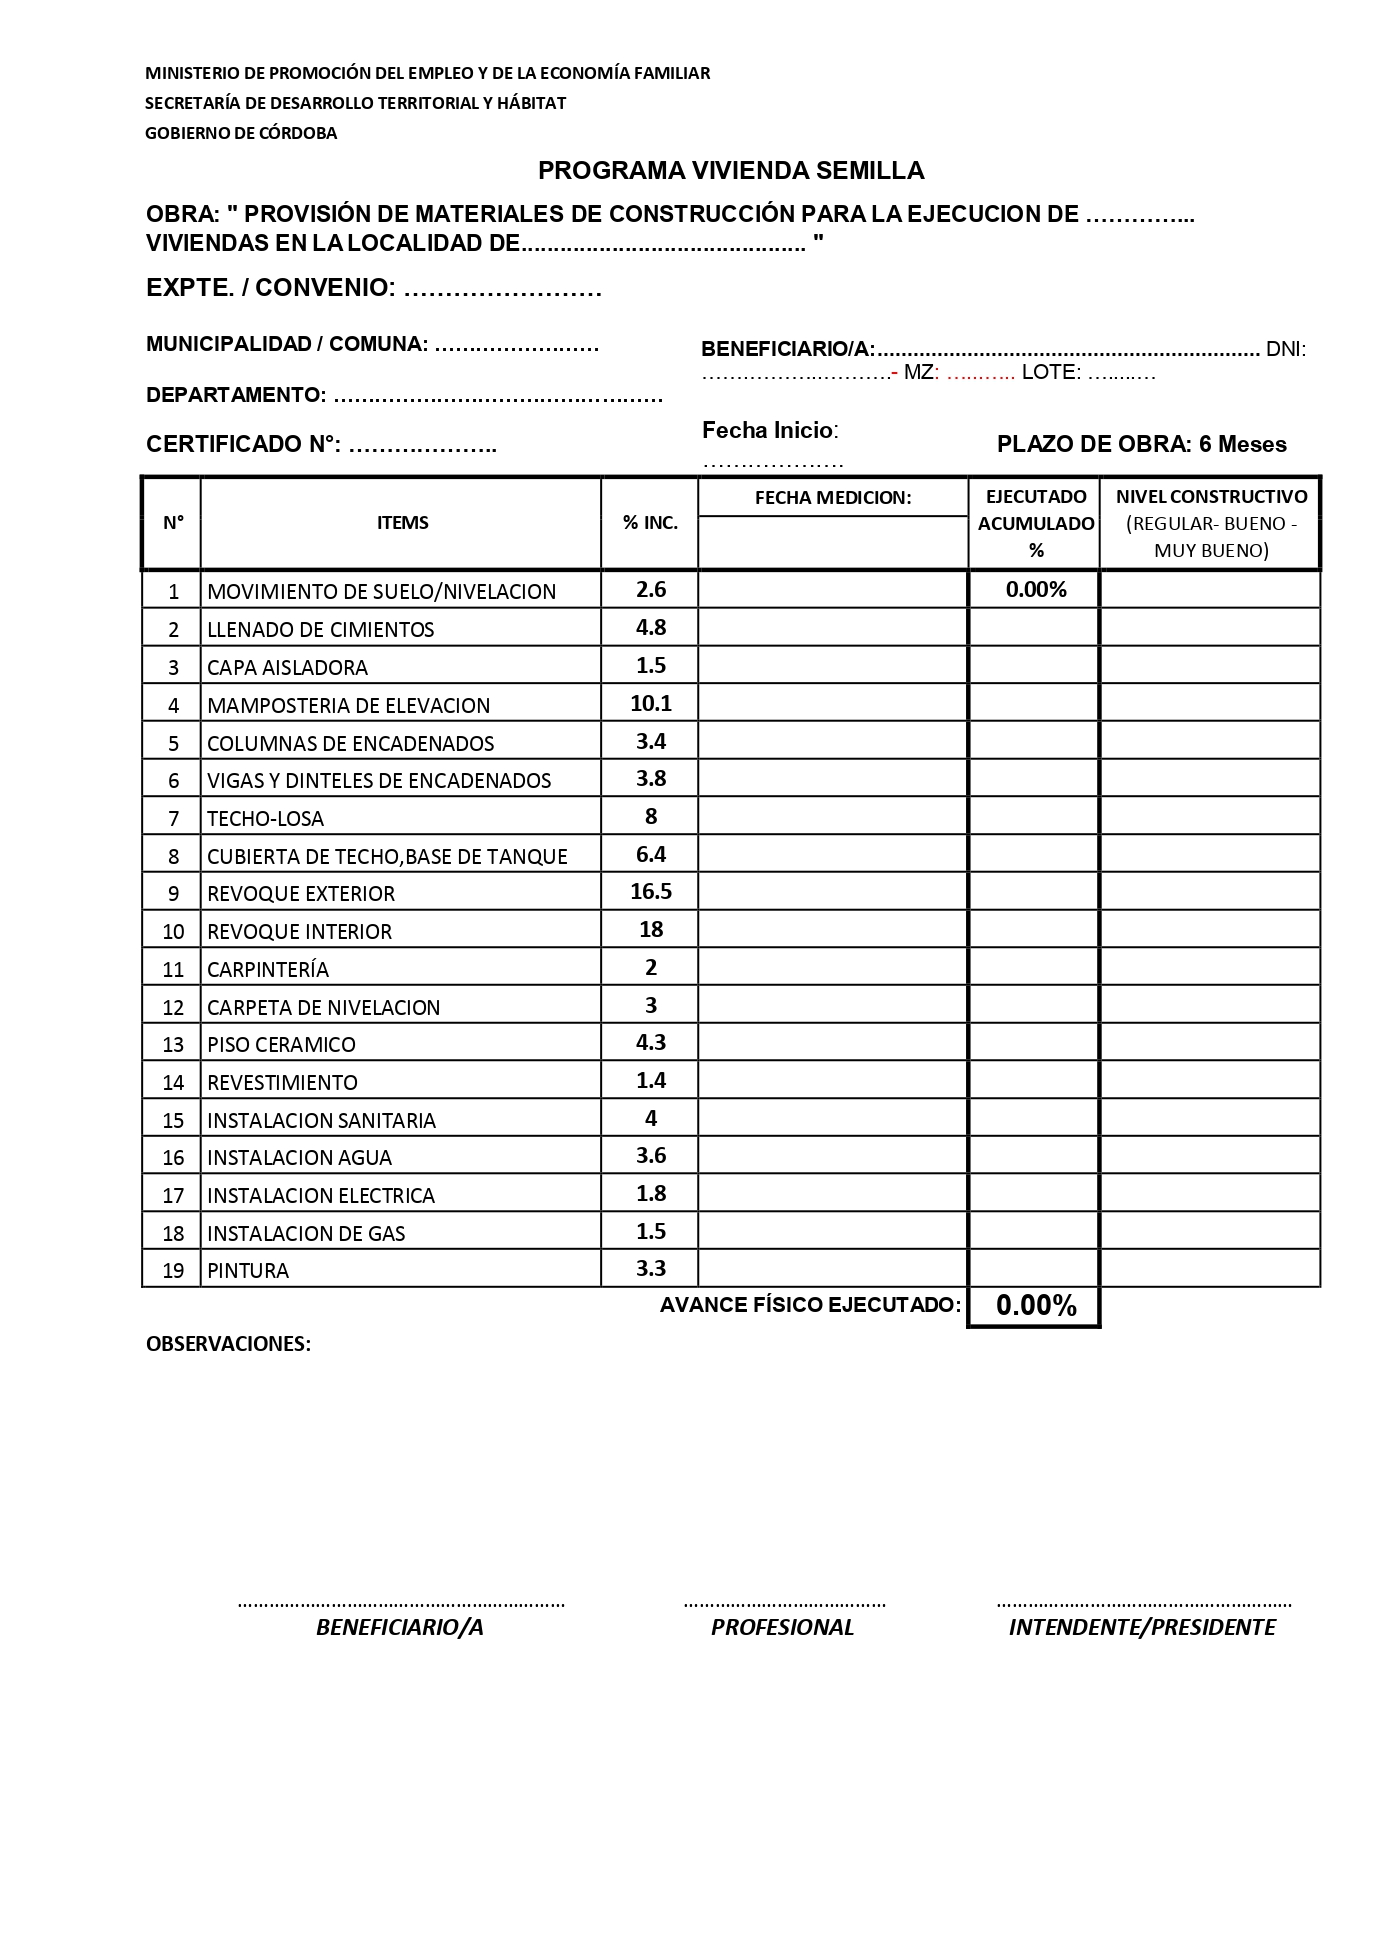 MINISTERIO DE PROMOCIÓN DEL EMPLEO Y DE LA ECONOMÍA FAMILIAR
SECRETARÍA DE DESARROLLO TERRITORIAL Y HÁBITAT
GOBIERNO DE CÓRDOBA
PROGRAMA VIVIENDA SEMILLA
OBRA: " PROVISIÓN DE MATERIALES DE CONSTRUCCIÓN PARA LA EJECUCION DE …………...
VIVIENDAS EN LA LOCALIDAD DE............................................ "
EXPTE. / CONVENIO: ……………………
MUNICIPALIDAD / COMUNA: ……………………
BENEFICIARIO/A:................................................................ DNI:
……………………….- MZ: ….…….. LOTE: …....…
DEPARTAMENTO: …………………………………………
CERTIFICADO N°: ………………..
Fecha Inicio:
…………………
PLAZO DE OBRA: 6 Meses
N° ITEMS % INC. FECHA MEDICION: EJECUTADO ACUMULADO % NIVEL CONSTRUCTIVO (REGULAR- BUENO - MUY BUENO)
1 MOVIMIENTO DE SUELO/NIVELACION 2.6 0.00%
2 LLENADO DE CIMIENTOS 4.8
3 CAPA AISLADORA 1.5
4 MAMPOSTERIA DE ELEVACION 10.1
5 COLUMNAS DE ENCADENADOS 3.4
6 VIGAS Y DINTELES DE ENCADENADOS 3.8
7 TECHO-LOSA 8
8 CUBIERTA DE TECHO,BASE DE TANQUE 6.4
9 REVOQUE EXTERIOR 16.5
10 REVOQUE INTERIOR 18
11 CARPINTERÍA 2
12 CARPETA DE NIVELACION 3
13 PISO CERAMICO 4.3
14 REVESTIMIENTO 1.4
15 INSTALACION SANITARIA 4
16 INSTALACION AGUA 3.6
17 INSTALACION ELECTRICA 1.8
18 INSTALACION DE GAS 1.5
19 PINTURA 3.3
AVANCE FÍSICO EJECUTADO: 0.00%
OBSERVACIONES:
……………………………………………………… ………………………………… …………………………………………………
BENEFICIARIO/A PROFESIONAL INTENDENTE/PRESIDENTE